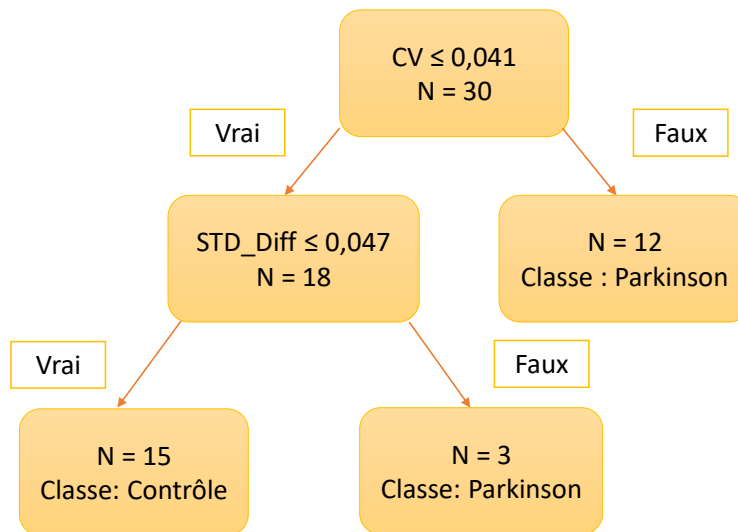 CV ≤ 0,041
N = 30
Vrai
Faux
STD_Diff ≤ 0,047
N = 18
N = 12
Classe : Parkinson
Vrai
Faux
N = 15
Classe: Contrôle
N = 3
Classe: Parkinson